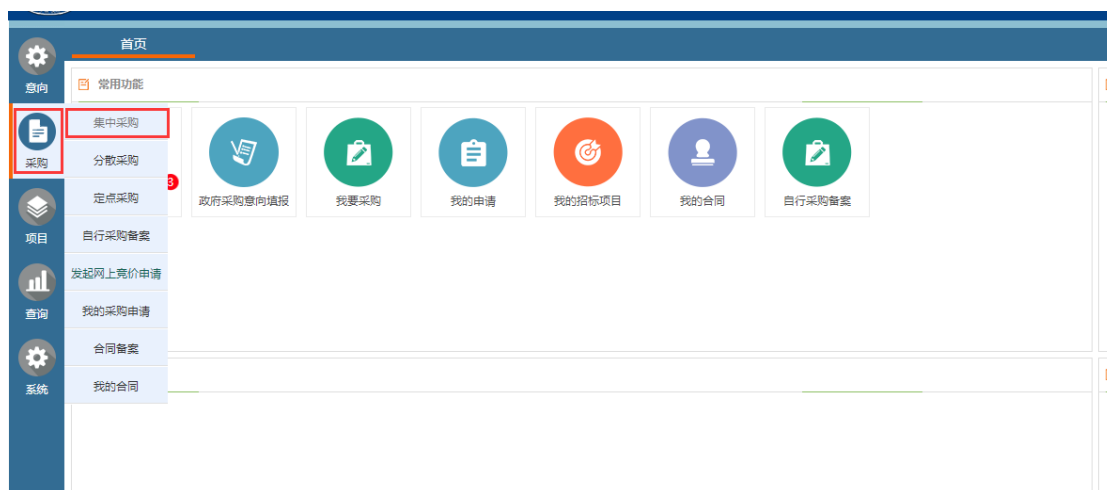 首页
意向
常用功能
采购
集中采购
分散采购
定点采购
自行采购备案
发起网上竞价申请
我的采购申请
合同备案
我的合同
3
政府采购意向填报
我要采购
我的申请
我的招标项目
我的合同
自行采购备案
项目
查询
系统